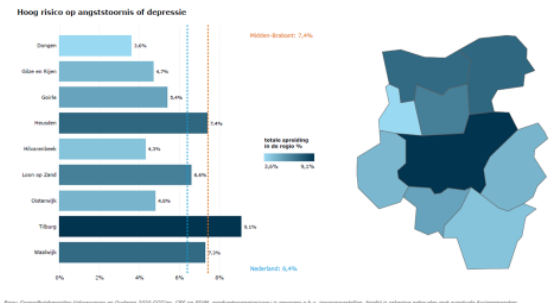 Hoog risico op angststoornis of depressie
Midden-Brabant: 7,4%
Dongen
3,6%
Gilze en Rijen
4,7%
Goirle
5,4%
Heusden
7,4%
Hilvarenbeek
4,3%
Loon op Zand
6,6%
Oisterwijk
4,8%
Tilburg
9,1%
Waalwijk
7,3%
0%
2%
4%
6%
8%
Nederland: 6,4%
totale spreiding
in de regio %
3,6%
9,1%